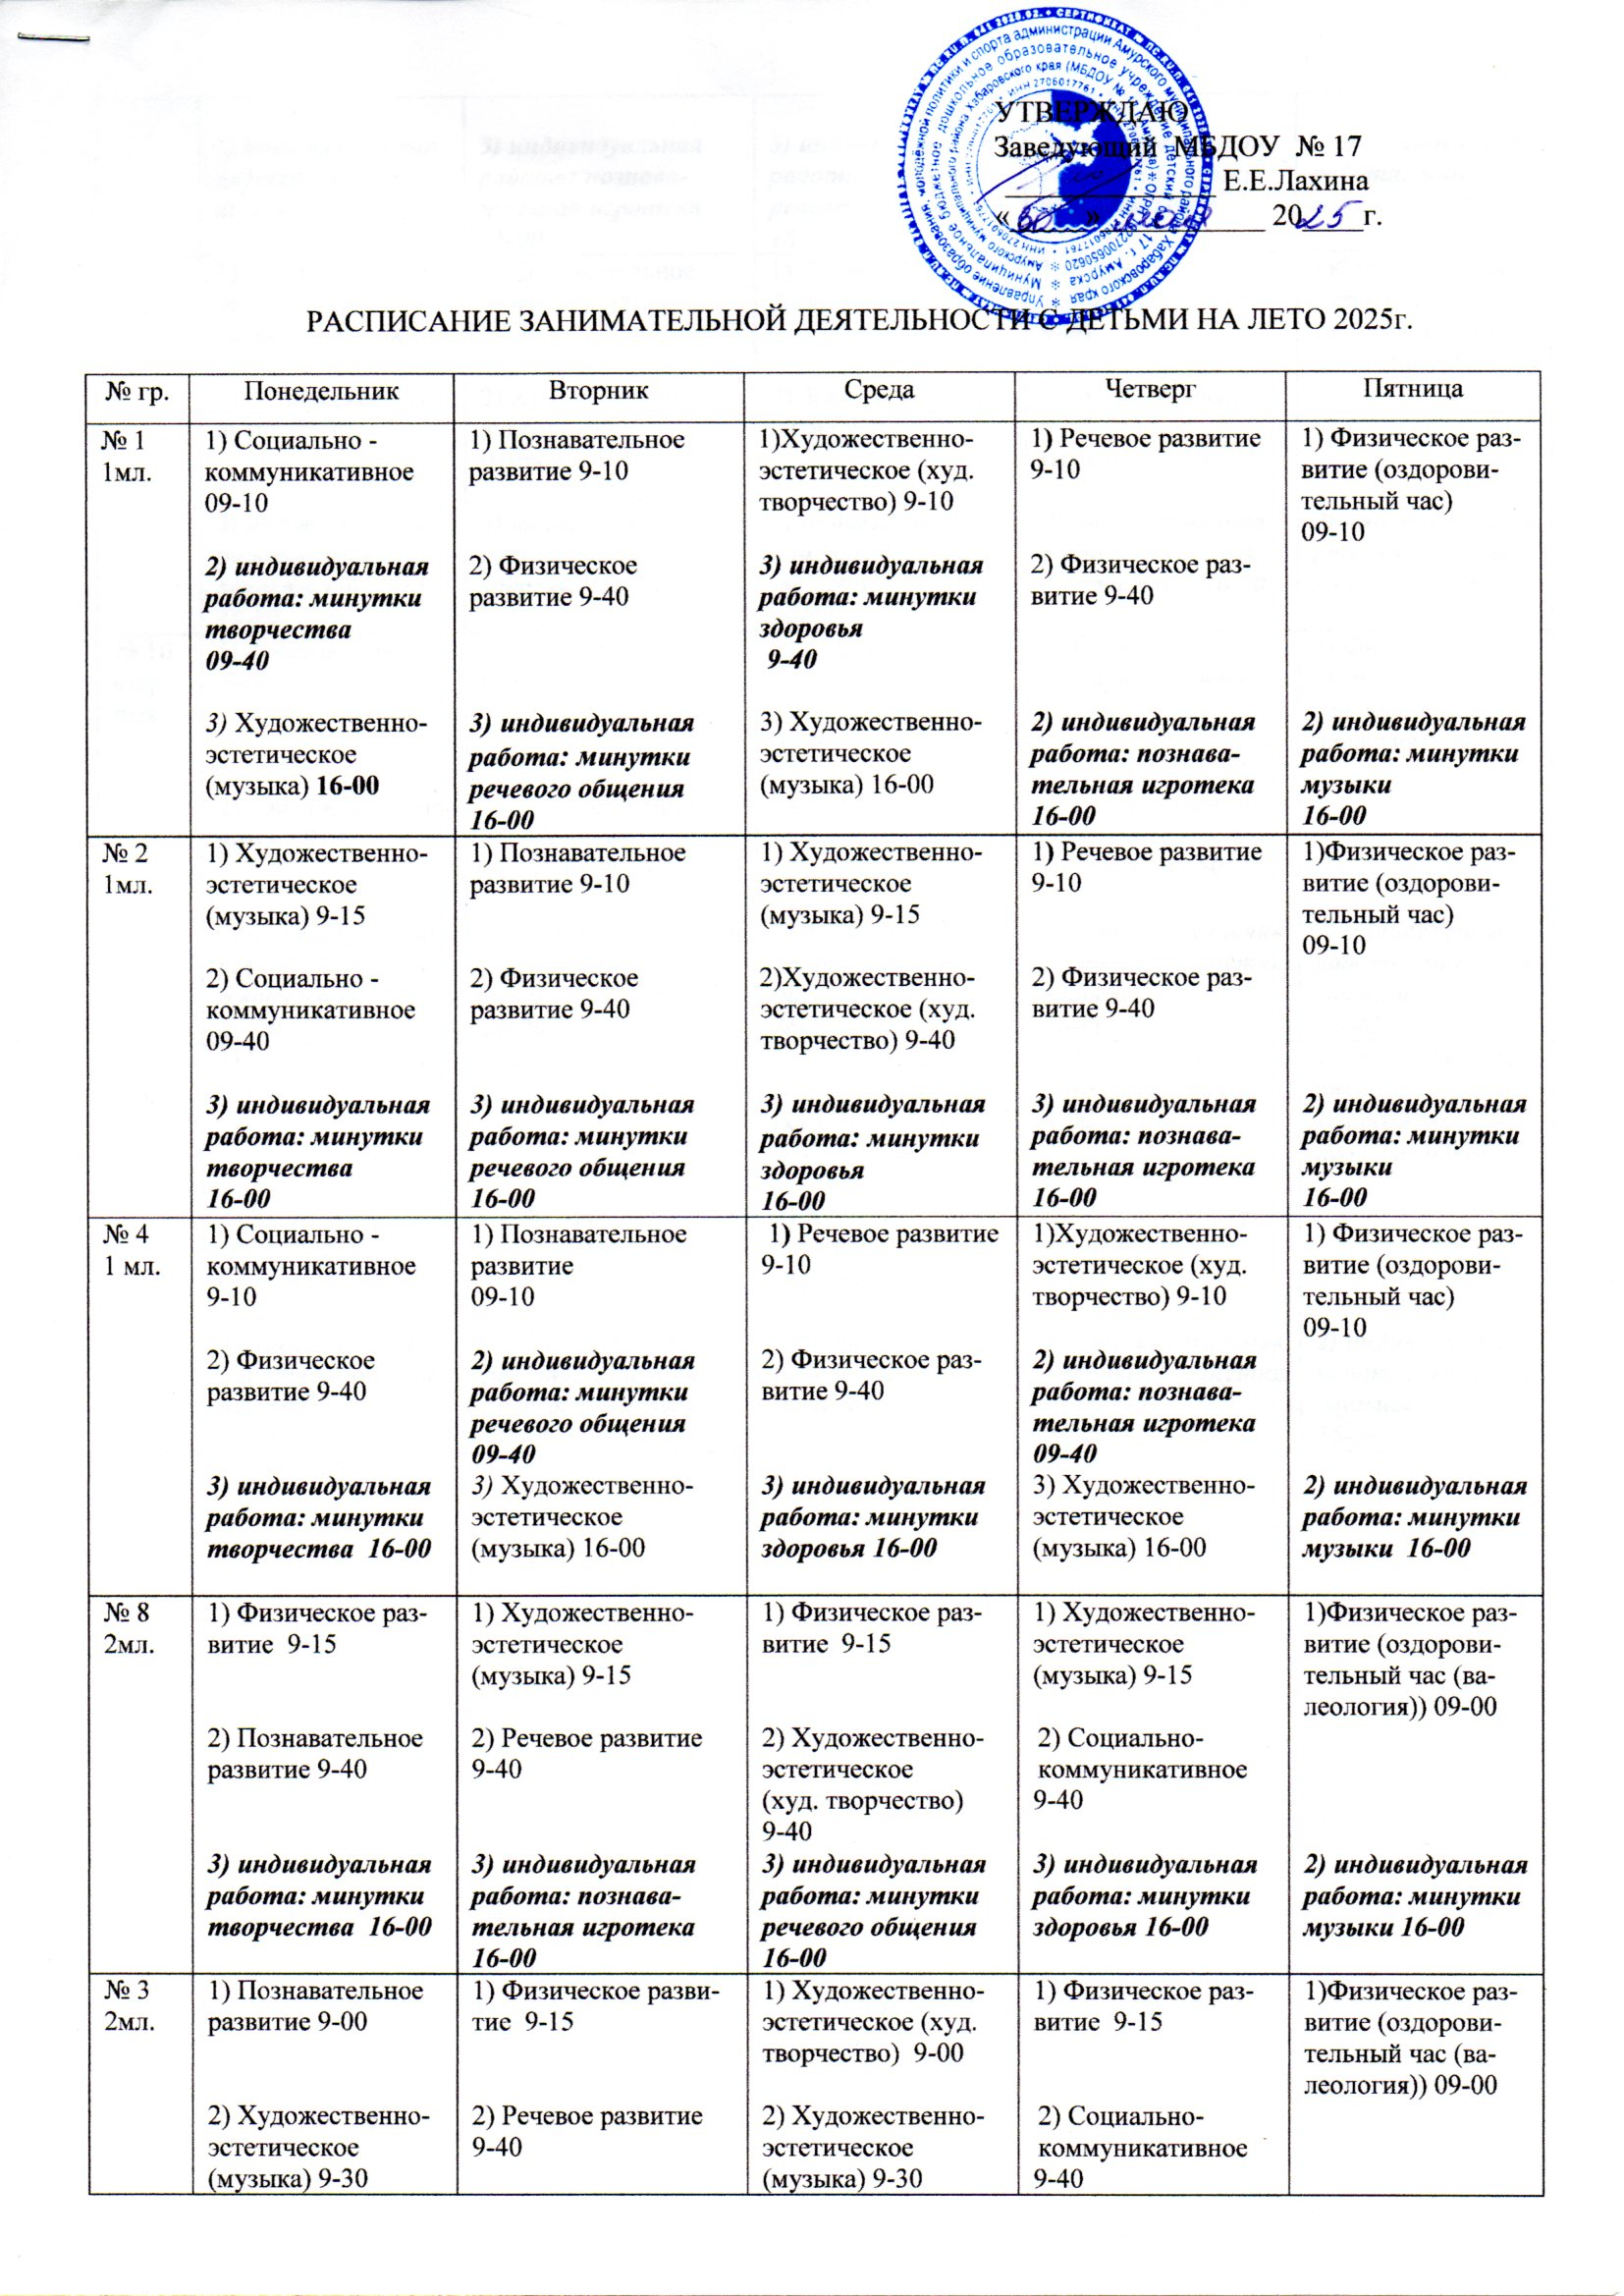 УТВЕРЖДАЮ
Заведующий МБДОУ № 17
Е.Е.Лахина
« 30 » 2025 г.
РАСПИСАНИЕ ЗАНИМАТЕЛЬНОЙ ДЕЯТЕЛЬНОСТИ С ДЕТЬМИ НА ЛЕТО 2025г.
№ гр. Понедельник Вторник Среда Четверг Пятница
№ 1
1мл.
1) Социально -
коммуникативное
09-10
2) индивидуальная
работа: минутки
творчества
09-40
3) Художественно-
эстетическое
(музыка) 16-00
1) Познавательное
развитие 9-10
2) Физическое
развитие 9-40
3) индивидуальная
работа: минутки
речевого общения
16-00
1)Художественно-
эстетическое (худ.
творчество) 9-10
3) индивидуальная
работа: минутки
здоровья
9-40
3) Художественно-
эстетическое
(музыка) 16-00
1) Речевое развитие
9-10
2) Физическое раз-
витие 9-40
2) индивидуальная
работа: познава-
тельная игротека
16-00
1) Физическое раз-
витие (оздорови-
тельный час)
09-10
2) индивидуальная
работа: минутки
музыки
16-00
№ 2
1мл.
1) Художественно-
эстетическое
(музыка) 9-15
2) Социально -
коммуникативное
09-40
3) индивидуальная
работа: минутки
творчества
16-00
1) Познавательное
развитие 9-10
2) Физическое
развитие 9-40
3) индивидуальная
работа: минутки
речевого общения
16-00
1) Художественно-
эстетическое
(музыка) 9-15
2)Художественно-
эстетическое (худ.
творчество) 9-40
3) индивидуальная
работа: минутки
здоровья
16-00
1) Речевое развитие
9-10
2) Физическое раз-
витие 9-40
3) индивидуальная
работа: познава-
тельная игротека
16-00
1)Физическое раз-
витие (оздорови-
тельный час)
09-10
2) индивидуальная
работа: минутки
музыки
16-00
№ 4
1 мл.
1) Социально -
коммуникативное
9-10
2) Физическое
развитие 9-40
3) индивидуальная
работа: минутки
творчества 16-00
1) Познавательное
развитие
09-10
2) индивидуальная
работа: минутки
речевого общения
09-40
3) Художественно-
эстетическое
(музыка) 16-00
1) Речевое развитие
9-10
2) Физическое раз-
витие 9-40
3) индивидуальная
работа: минутки
здоровья 16-00
1)Художественно-
эстетическое (худ.
творчество) 9-10
2) индивидуальная
работа: познава-
тельная игротека
09-40
3) Художественно-
эстетическое
(музыка) 16-00
1) Физическое раз-
витие (оздорови-
тельный час)
09-10
2) индивидуальная
работа: минутки
музыки 16-00
№ 8
2мл.
1) Физическое раз-
витие 9-15
2) Познавательное
развитие 9-40
3) индивидуальная
работа: минутки
творчества 16-00
1) Художественно-
эстетическое
(музыка) 9-15
2) Речевое развитие
9-40
3) индивидуальная
работа: познава-
тельная игротека
16-00
1) Физическое раз-
витие 9-15
2) Художественно-
эстетическое
(худ. творчество)
9-40
3) индивидуальная
работа: минутки
речевого общения
16-00
1) Художественно-
эстетическое
(музыка) 9-15
2) Социально-
коммуникативное
9-40
3) индивидуальная
работа: минутки
здоровья 16-00
1)Физическое раз-
витие (оздорови-
тельный час (ва-
леология)) 09-00
2) индивидуальная
работа: минутки
музыки 16-00
№ 3
2мл.
1) Познавательное
развитие 9-00
2) Художественно-
эстетическое
(музыка) 9-30
1) Физическое разви-
тие 9-15
2) Речевое развитие
9-40
1) Художественно-
эстетическое (худ.
творчество) 9-00
2) Художественно-
эстетическое
(музыка) 9-30
1) Физическое раз-
витие 9-15
2) Социально-
коммуникативное
9-40
1)Физическое раз-
витие (оздорови-
тельный час (ва-
леология)) 09-00